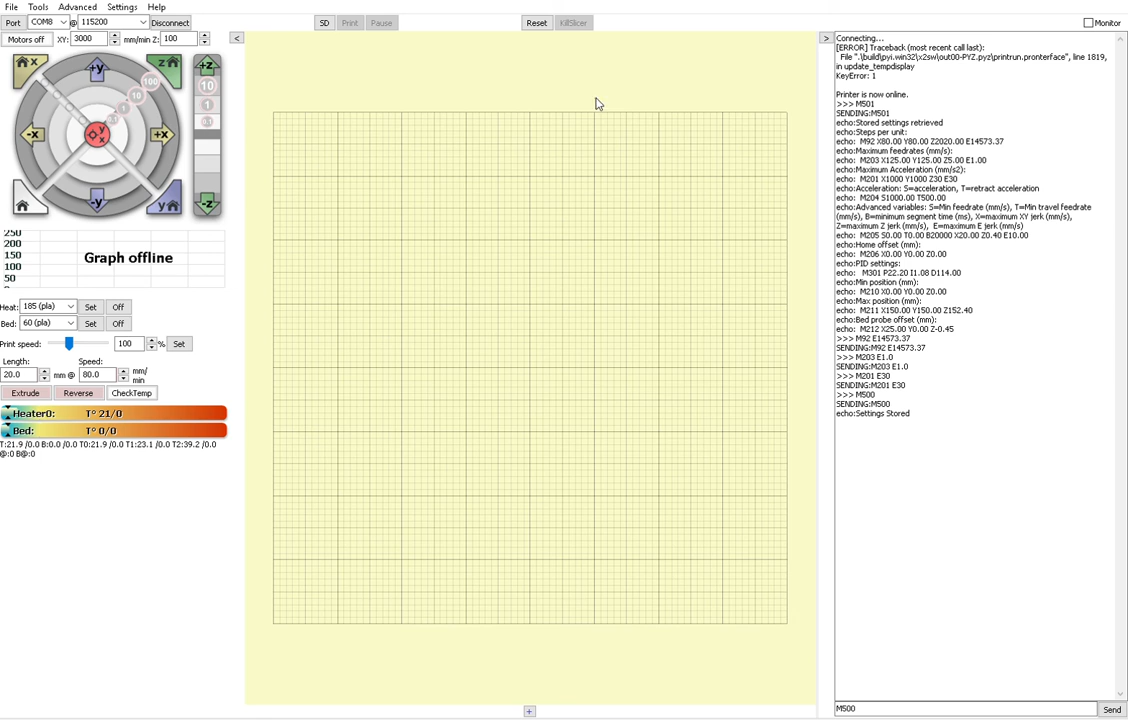 File Tools Advanced Settings Help
Port COM8 @ 115200 Disconnect SD Print Pause Reset KillSlicer Monitor
Motors off XY: 3000 mm/min Z: 100 < >
x z +z
+y 100 10
10 1
1
-x y x +x
-y y -z
250
200
150
100
50
Graph offline
Heat: 185 (pla) Set Off
Bed: 60 (pla) Set Off
Print speed: 100 % Set
Length: Speed:
20.0 mm @ 80.0 mm/
min
Extrude Reverse CheckTemp
Heater0: T° 21/0
Bed: T° 0/0
T:21.9 /0.0 B:0.0 /0.0 T0:21.9 /0.0 T1:23.1 /0.0 T2:39.2 /0.0
@:0 B@:0
+
Connecting...
[ERROR] Traceback (most recent call last):
File ".\build\pyi.win32\x2sw\out00-PYZ.pyz\printrun.pronterface", line 1819,
in update_tempdisplay
KeyError: 1
Printer is now online.
>>> M501
SENDING:M501
echo:Stored settings retrieved
echo:Steps per unit:
echo: M92 X80.00 Y80.00 Z2020.00 E14573.37
echo:Maximum feedrates (mm/s):
echo: M203 X125.00 Y125.00 Z5.00 E1.00
echo:Maximum Acceleration (mm/s2):
echo: M201 X1000 Y1000 Z30 E30
echo:Acceleration: S=acceleration, T=retract acceleration
echo: M204 S1000.00 T500.00
echo:Advanced variables: S=Min feedrate (mm/s), T=Min travel feedrate
(mm/s), B=minimum segment time (ms), X=maximum XY jerk (mm/s),
Z=maximum Z jerk (mm/s), E=maximum E jerk (mm/s)
echo: M205 S0.00 T0.00 B20000 X20.00 Z0.40 E10.00
echo:Home offset (mm):
echo: M206 X0.00 Y0.00 Z0.00
echo:PID settings:
echo: M301 P22.20 I1.08 D114.00
echo:Min position (mm):
echo: M210 X0.00 Y0.00 Z0.00
echo:Max position (mm):
echo: M211 X150.00 Y150.00 Z152.40
echo:Bed probe offset (mm):
echo: M212 X25.00 Y0.00 Z-0.45
>>> M92 E14573.37
SENDING:M92 E14573.37
>>> M203 E1.0
SENDING:M203 E1.0
>>> M201 E30
SENDING:M201 E30
>>> M500
SENDING:M500
echo:Settings Stored
M500 Send